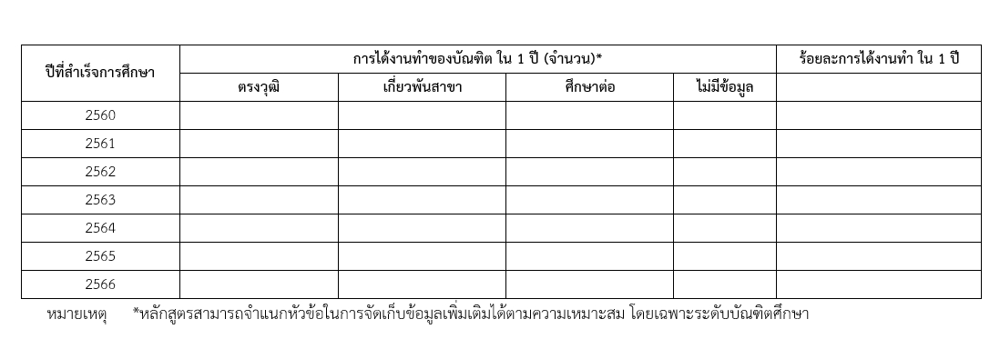 ปีที่สำเร็จการศึกษา การได้งานทำของบัณฑิต ใน 1 ปี (จำนวน)* ร้อยละการได้งานทำ ใน 1 ปี
ตรงวุฒิ เกี่ยวพันสาขา ศึกษาต่อ ไม่มีข้อมูล
2560
2561
2562
2563
2564
2565
2566
หมายเหตุ *หลักสูตรสามารถจำแนกหัวข้อในการจัดเก็บข้อมูลเพิ่มเติมได้ตามความเหมาะสม โดยเฉพาะระดับบัณฑิตศึกษา